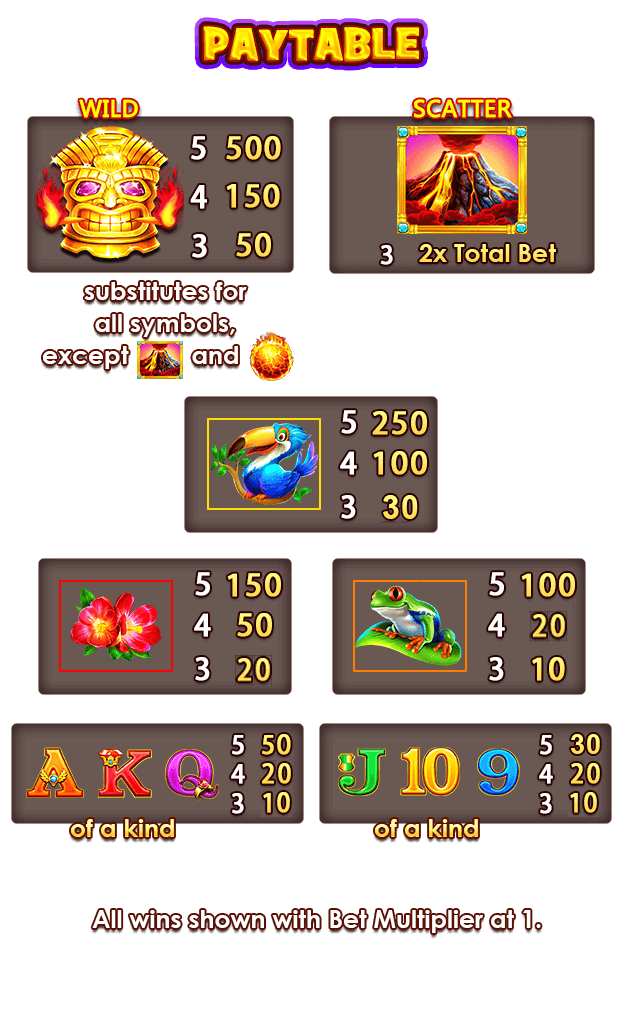 PAYTABLE
WILD
5 500
4 150
3 50
SCATTER
3 2x Total Bet
substitutes for
all symbols,
except and
5 250
4 100
3 30
5 150
4 50
3 20
5 100
4 20
3 10
A K Q
5 50
4 20
3 10
of a kind
J 10 9
5 30
4 20
3 10
of a kind
All wins shown with Bet Multiplier at 1.